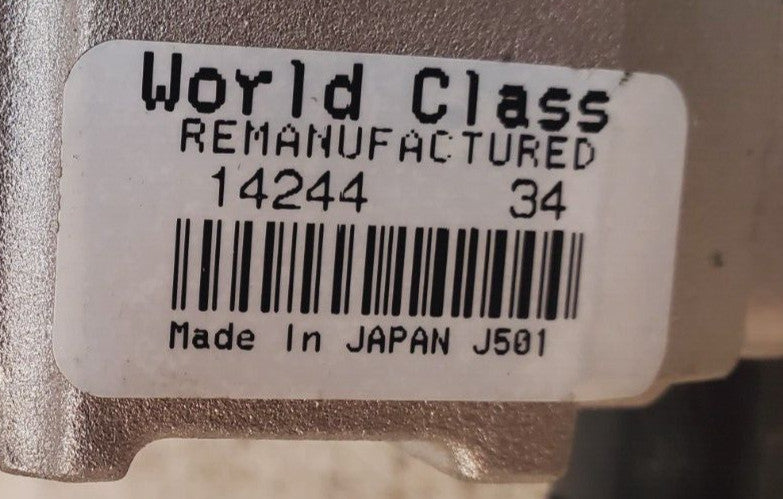 World Class
REMANUFACTURED
14244 34
Made In JAPAN J501